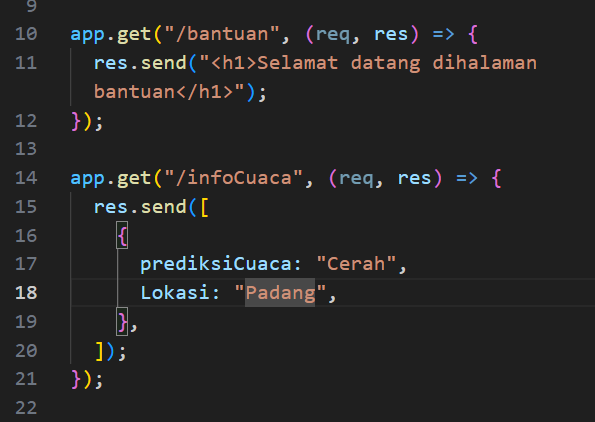 9
10 app.get("/bantuan", (req, res) => {
11   res.send("<h1>Selamat datang dihalaman
  bantuan</h1>");
12 });
13
14 app.get("/infoCuaca", (req, res) => {
15   res.send([
16     {
17       prediksiCuaca: "Cerah",
18       Lokasi: "Padang",
19     },
20   ]);
21 });
22